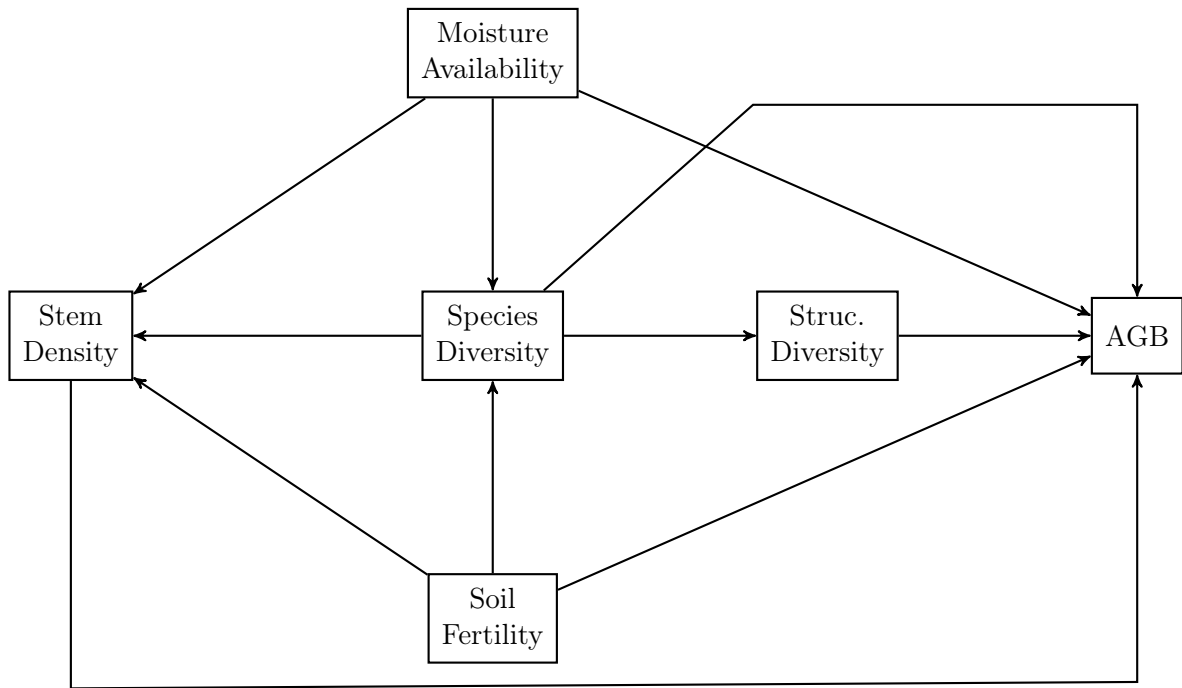 Moisture
Availability
Stem
Density
Species
Diversity
Struc.
Diversity
AGB
Soil
Fertility